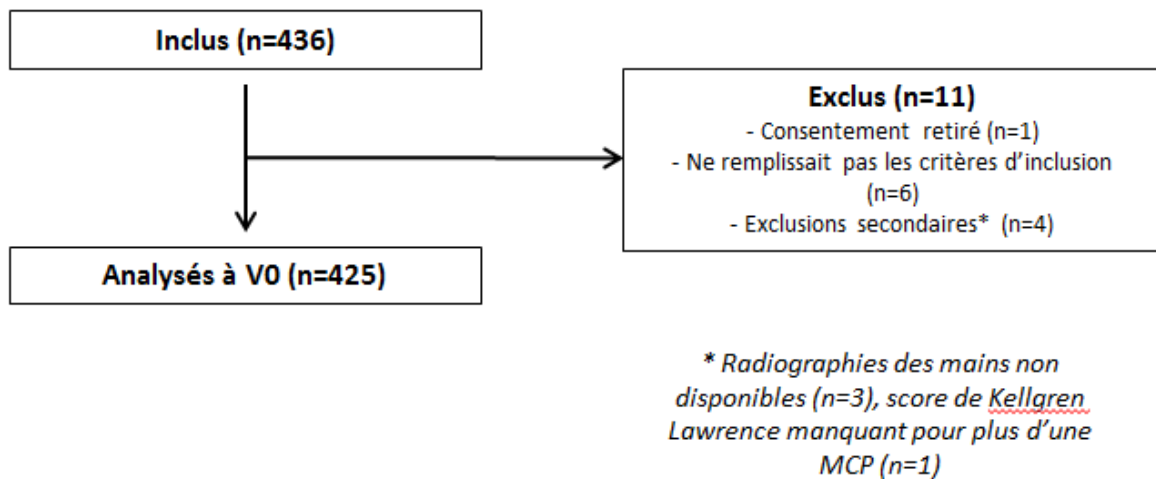 Inclus (n=436)
Exclus (n=11)
- Consentement retiré (n=1)
- Ne remplissait pas les critères d’inclusion
(n=6)
- Exclusions secondaires* (n=4)
Analysés à V0 (n=425)
* Radiographies des mains non
disponibles (n=3), score de Kellgren
Lawrence manquant pour plus d’une
MCP (n=1)